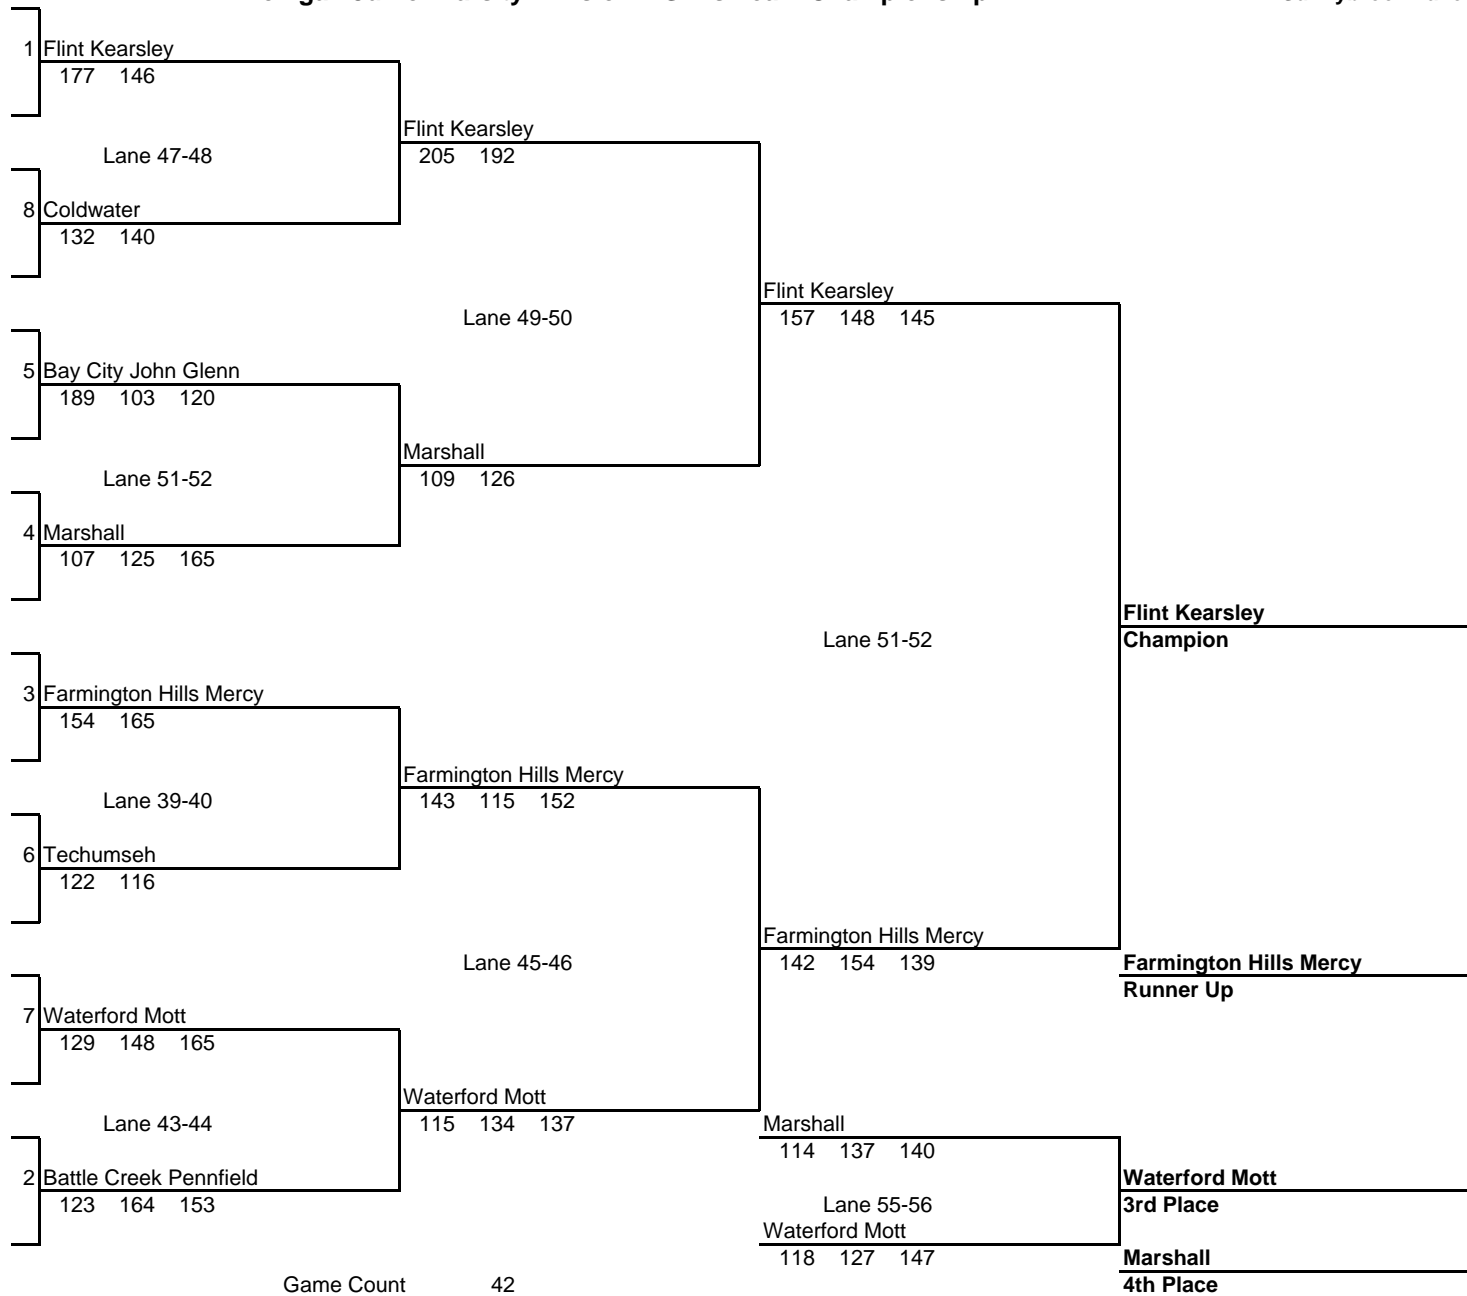 1 Flint Kearsley
177 146
Flint Kearsley
Lane 47-48
205 192
8 Coldwater
132 140
Flint Kearsley
Lane 49-50
157 148 145
5 Bay City John Glenn
189 103 120
Marshall
Lane 51-52
109 126
4 Marshall
107 125 165
Flint Kearsley
Lane 51-52
Champion
3 Farmington Hills Mercy
154 165
Farmington Hills Mercy
Lane 39-40
143 115 152
6 Techumseh
122 116
Farmington Hills Mercy
Lane 45-46
142 154 139
Farmington Hills Mercy
Runner Up
7 Waterford Mott
129 148 165
Waterford Mott
Lane 43-44
115 134 137
Marshall
114 137 140
2 Battle Creek Pennfield
Waterford Mott
123 164 153
Lane 55-56
3rd Place
Waterford Mott
118 127 147
Marshall
Game Count 42
4th Place